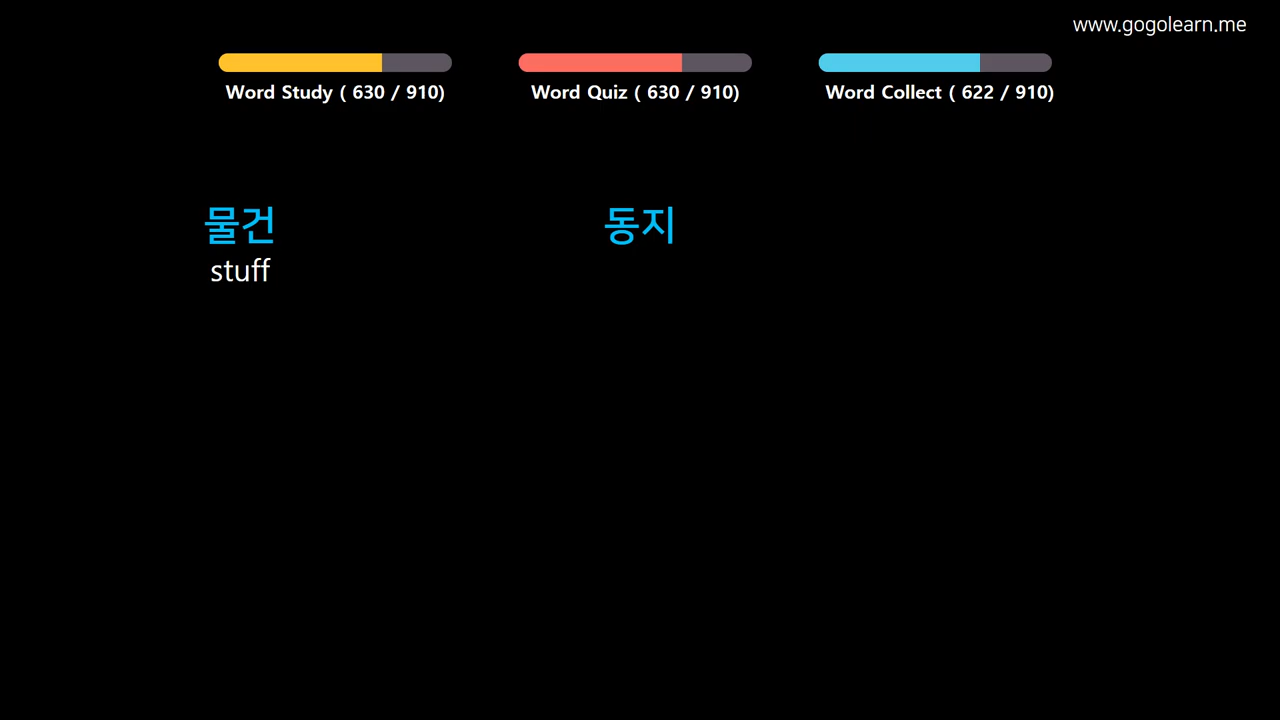 www.gogolearn.me
Word Study ( 630 / 910)
Word Quiz ( 630 / 910)
Word Collect ( 622 / 910)
물건
동지
stuff